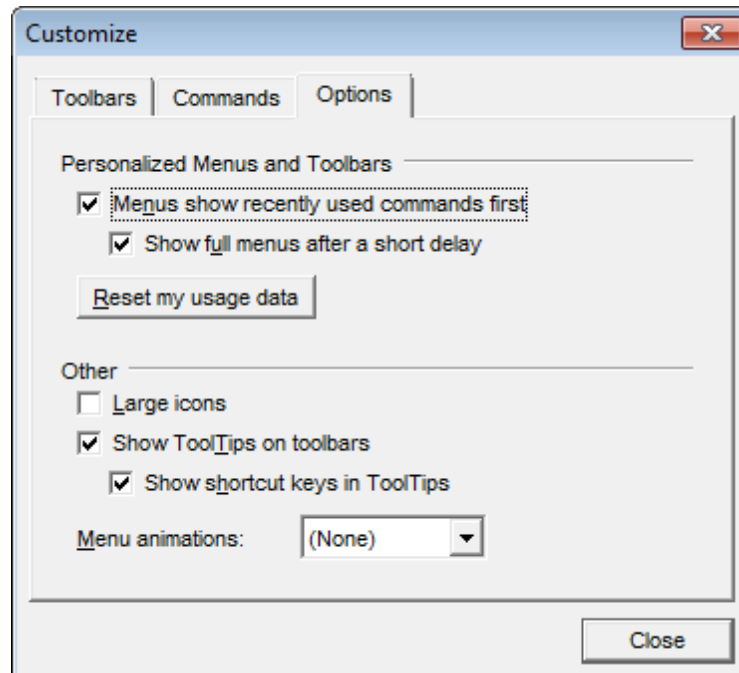 Customize
Toolbars Commands Options
Personalized Menus and Toolbars
Menus show recently used commands first
Show full menus after a short delay
Reset my usage data
Other
Large icons
Show ToolTips on toolbars
Show shortcut keys in ToolTips
Menu animations: (None)
Close